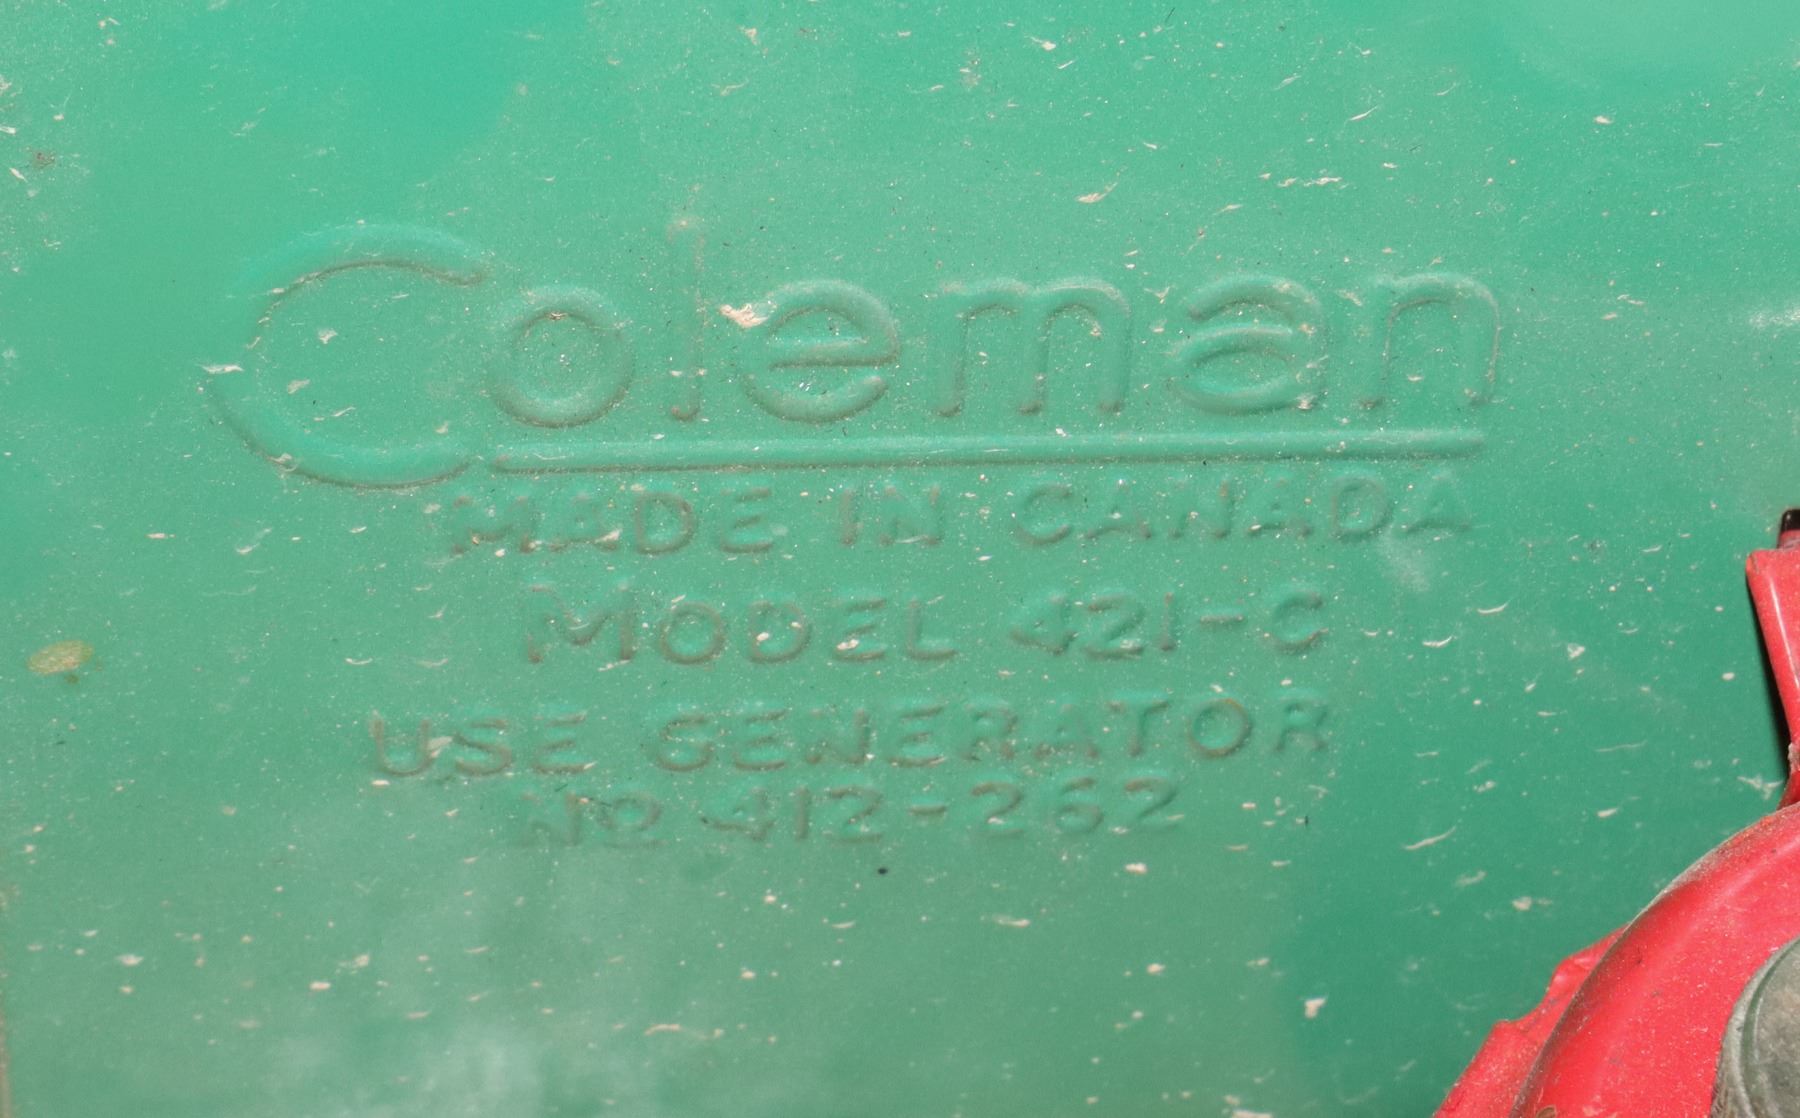 Coleman
MADE IN CANADA
MODEL 421-C
USE GENERATOR
No 412-262